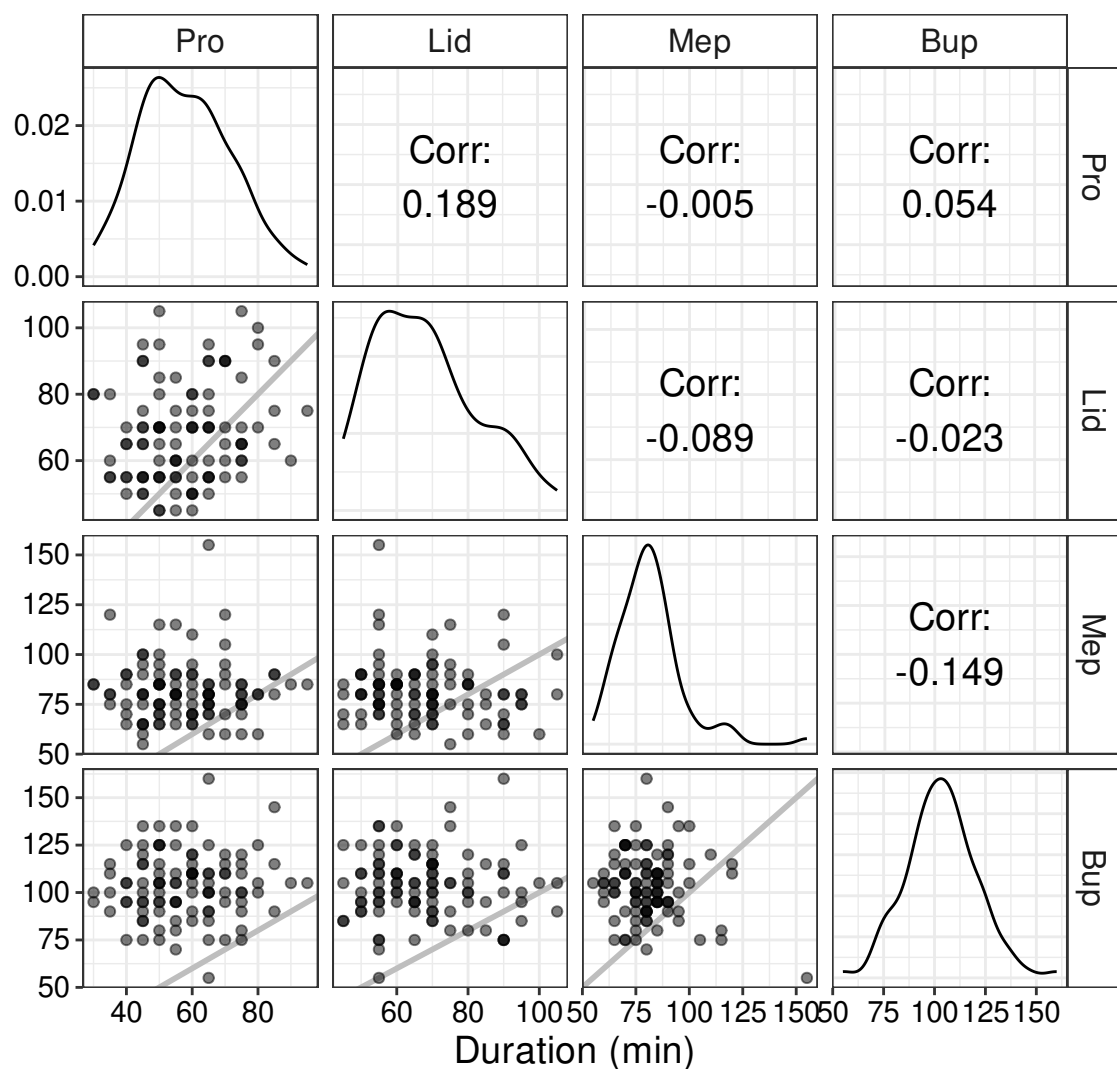 Pro Lid Mep Bup
0.02
0.01
0.00
Corr:
0.189
Corr:
-0.005
Corr:
0.054
Pro
100
80
60
Corr:
-0.089
Corr:
-0.023
Lid
150
125
100
75
50
Corr:
-0.149
Mep
150
125
100
75
50
Bup
40 60 80 60 80 100 50 75 100 125 150 50 75 100 125 150
Duration (min)